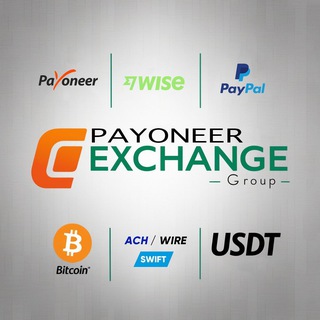 Payoneer
WISE
PayPal
PAYONEER
EXCHANGE
Group
Bitcoin
ACH / WIRE
SWIFT
USDT